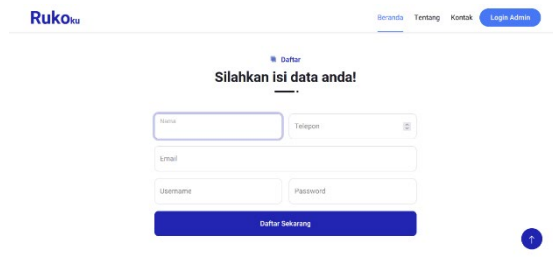 Rukoku
Beranda Tentang Kontak Login Admin
Daftar
Silahkan isi data anda!
Nama
Telepon
Email
Username
Password
Daftar Sekarang